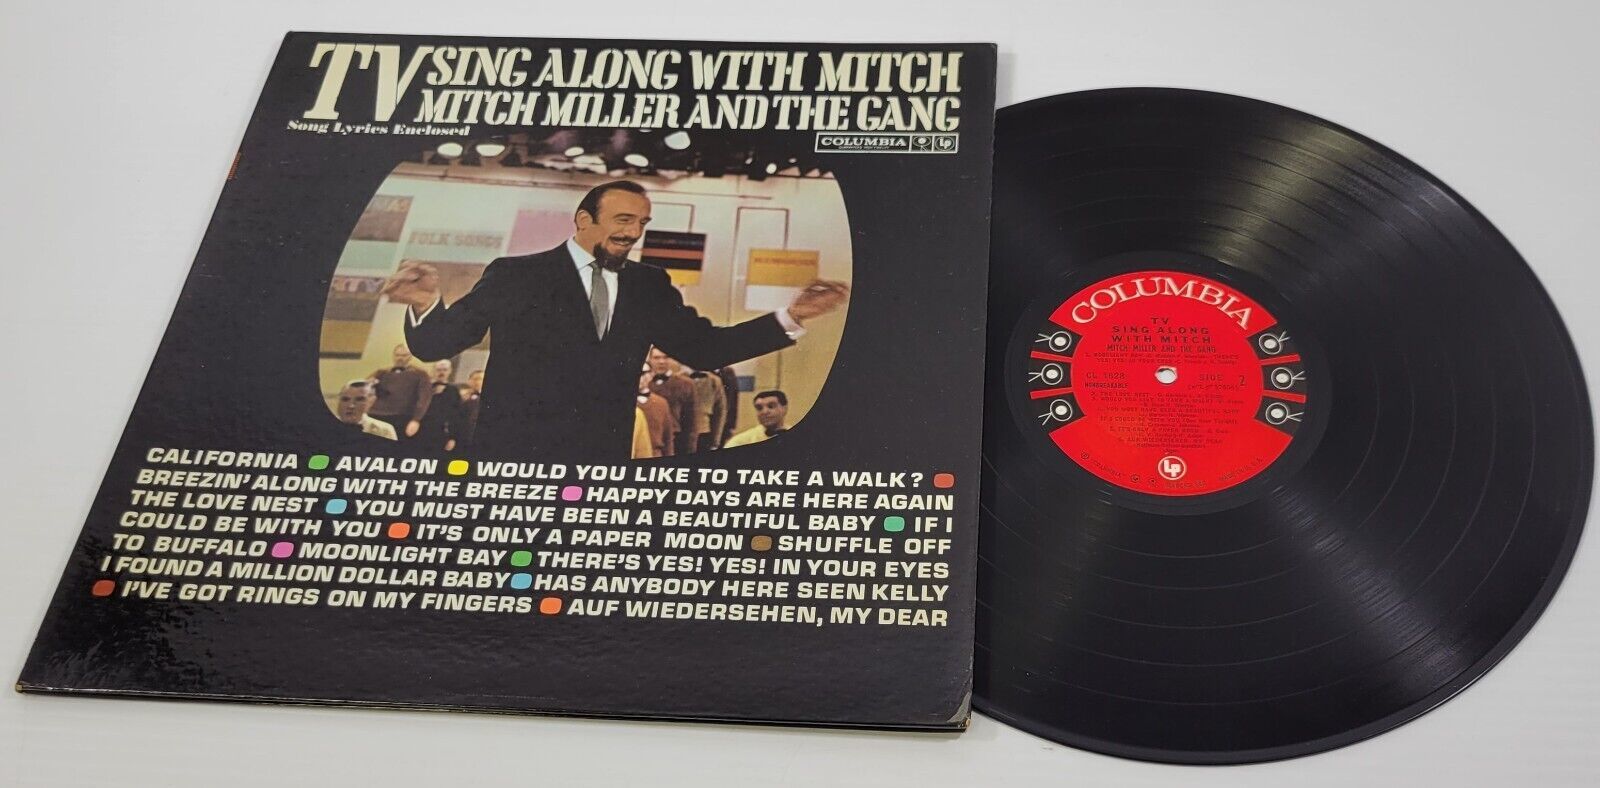 TV SING ALONG WITH MITCH
MITCH MILLER AND THE GANG
Song Lyrics Enclosed
COLUMBIA LP
FOLK SONGS
CALIFORNIA AVALON WOULD YOU LIKE TO TAKE A WALK?
BREEZIN' ALONG WITH THE BREEZE HAPPY DAYS ARE HERE AGAIN
THE LOVE NEST YOU MUST HAVE BEEN A BEAUTIFUL BABY IF I
COULD BE WITH YOU IT'S ONLY A PAPER MOON SHUFFLE OFF
TO BUFFALO MOONLIGHT BAY THERE'S YES! YES! IN YOUR EYES
I FOUND A MILLION DOLLAR BABY HAS ANYBODY HERE SEEN KELLY
I'VE GOT RINGS ON MY FINGERS AUF WIEDERSEHEN, MY DEAR
COLUMBIA
TV
SING ALONG
WITH MITCH
MITCH MILLER AND THE GANG
CL 1628 SIDE 2
NONBREAKABLE
LP